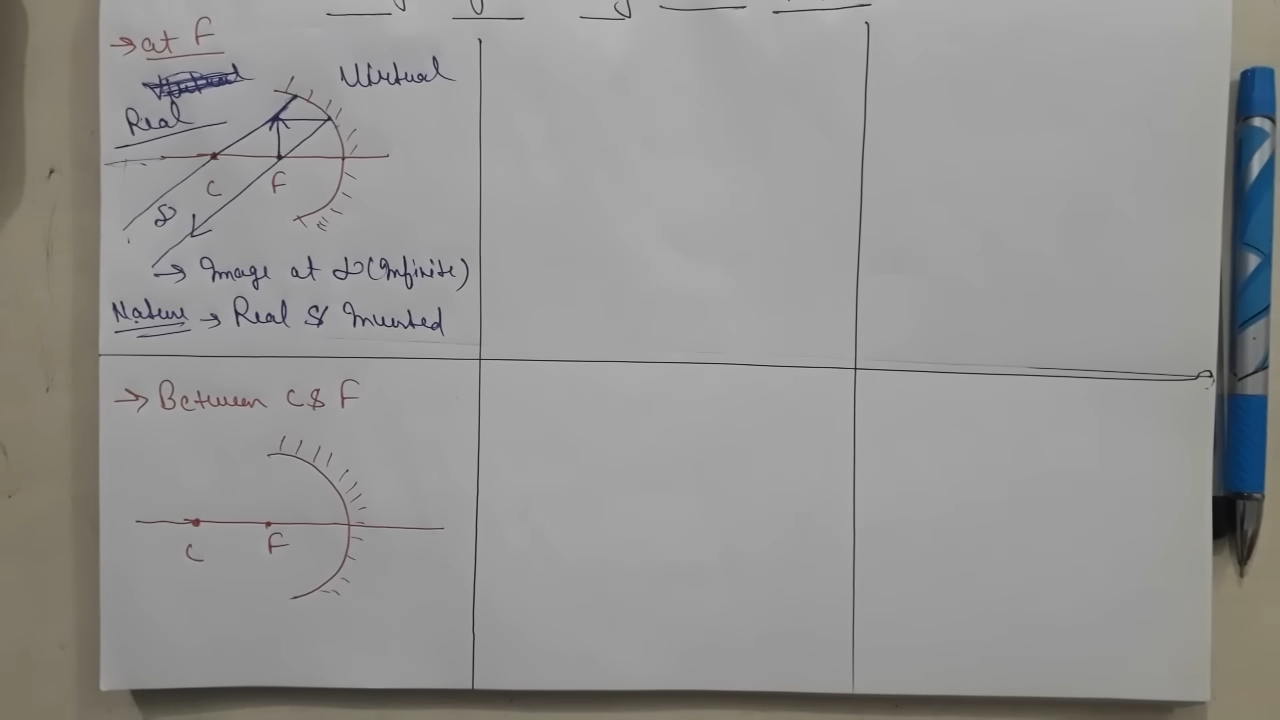 → at F
Virtual
Real
C
F
∞
→ Image at ∞ (Infinite)
Nature → Real & Inverted
→ Between C & F
C
F